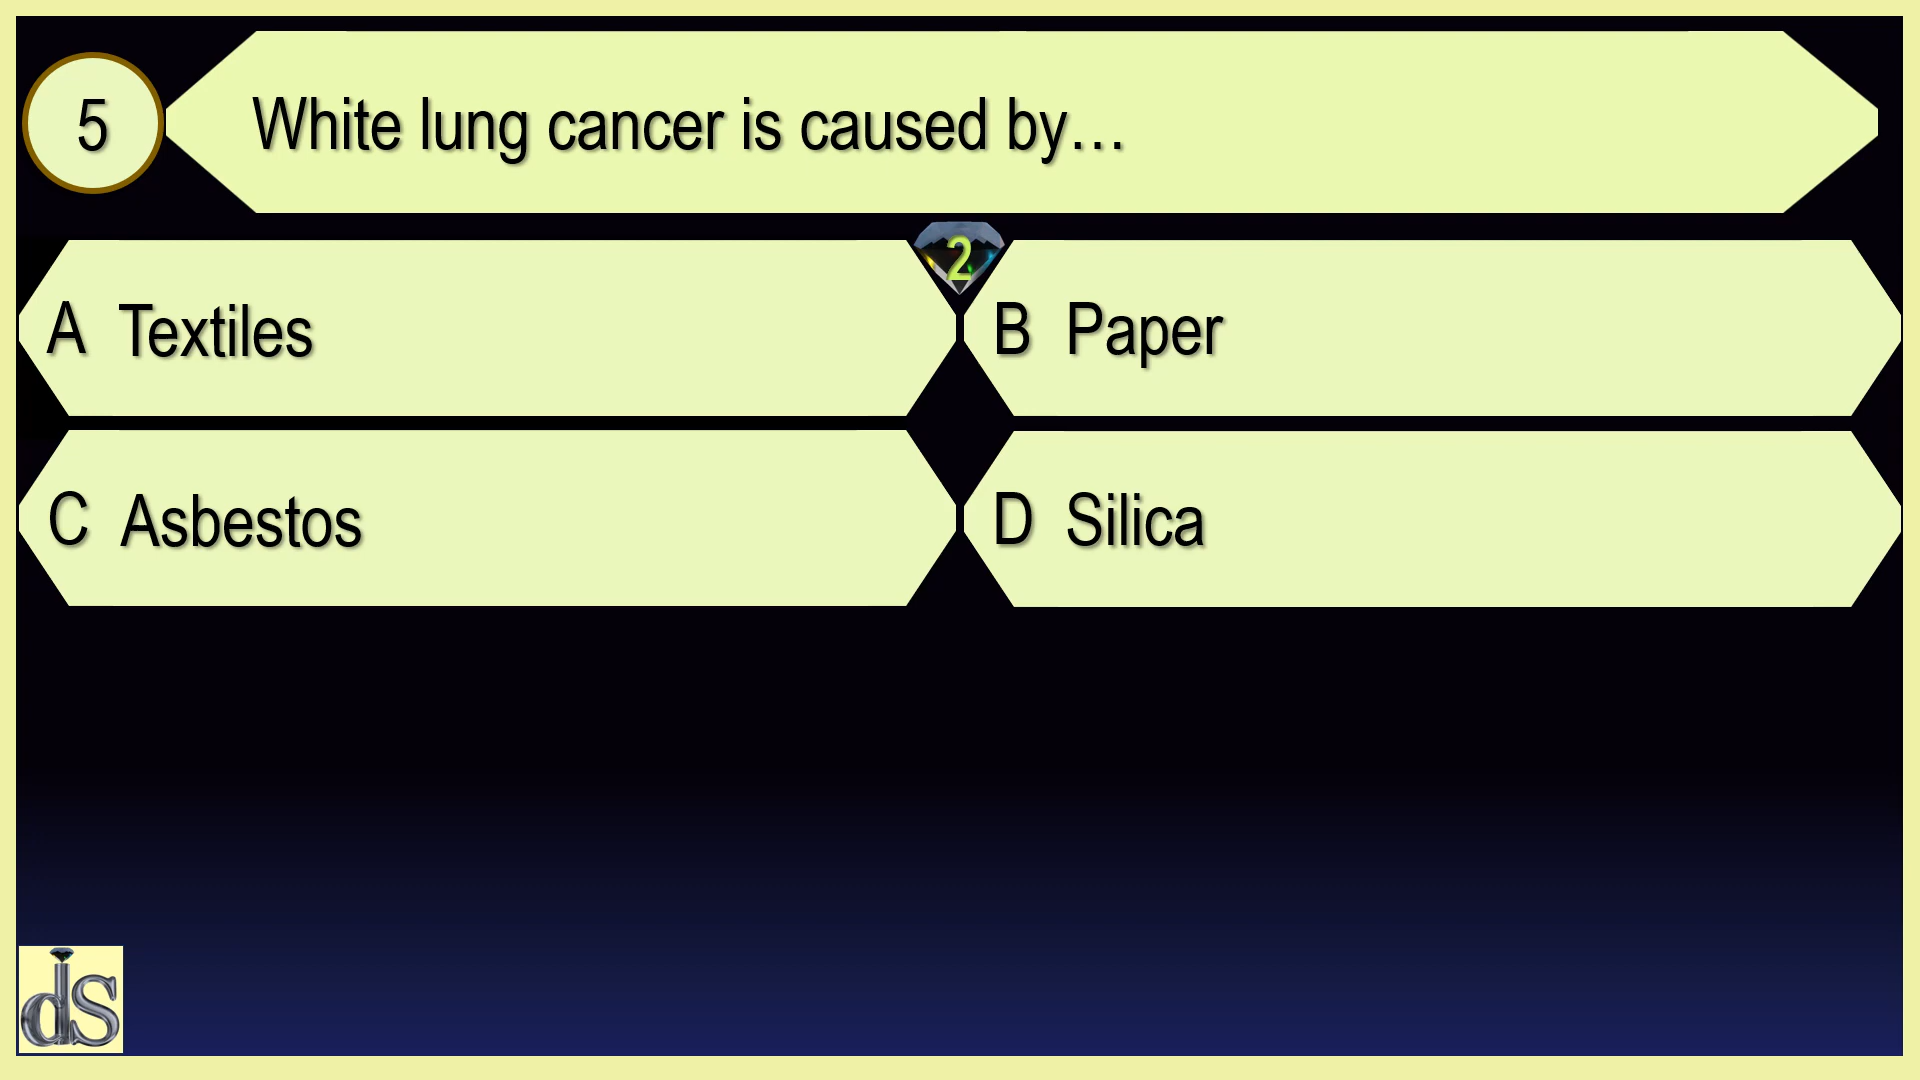 5
White lung cancer is caused by…
2
A Textiles
B Paper
C Asbestos
D Silica
ds